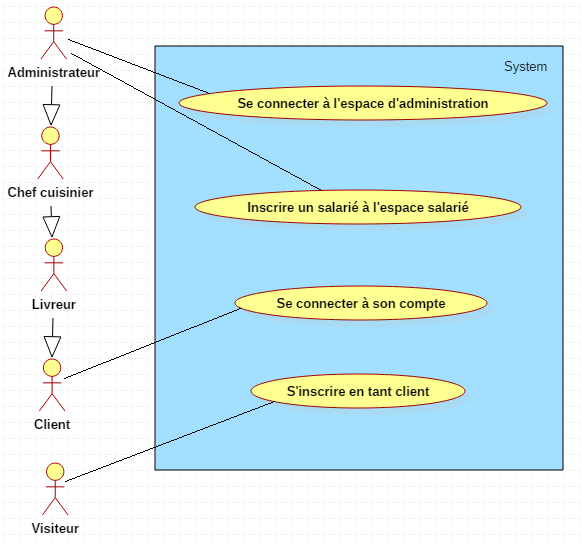 System
Administrateur
Se connecter à l'espace d'administration
Chef cuisinier
Inscrire un salarié à l'espace salarié
Livreur
Se connecter à son compte
Client
S'inscrire en tant client
Visiteur